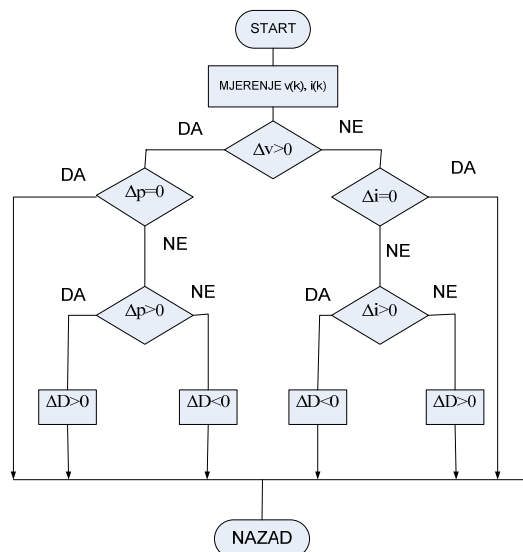 START
MJERENJE v(k), i(k)
DA
NE
Δv>0
DA
DA
Δp=0
Δi=0
NE
NE
DA
NE
DA
NE
Δp>0
Δi>0
ΔD>0
ΔD<0
ΔD<0
ΔD>0
NAZAD